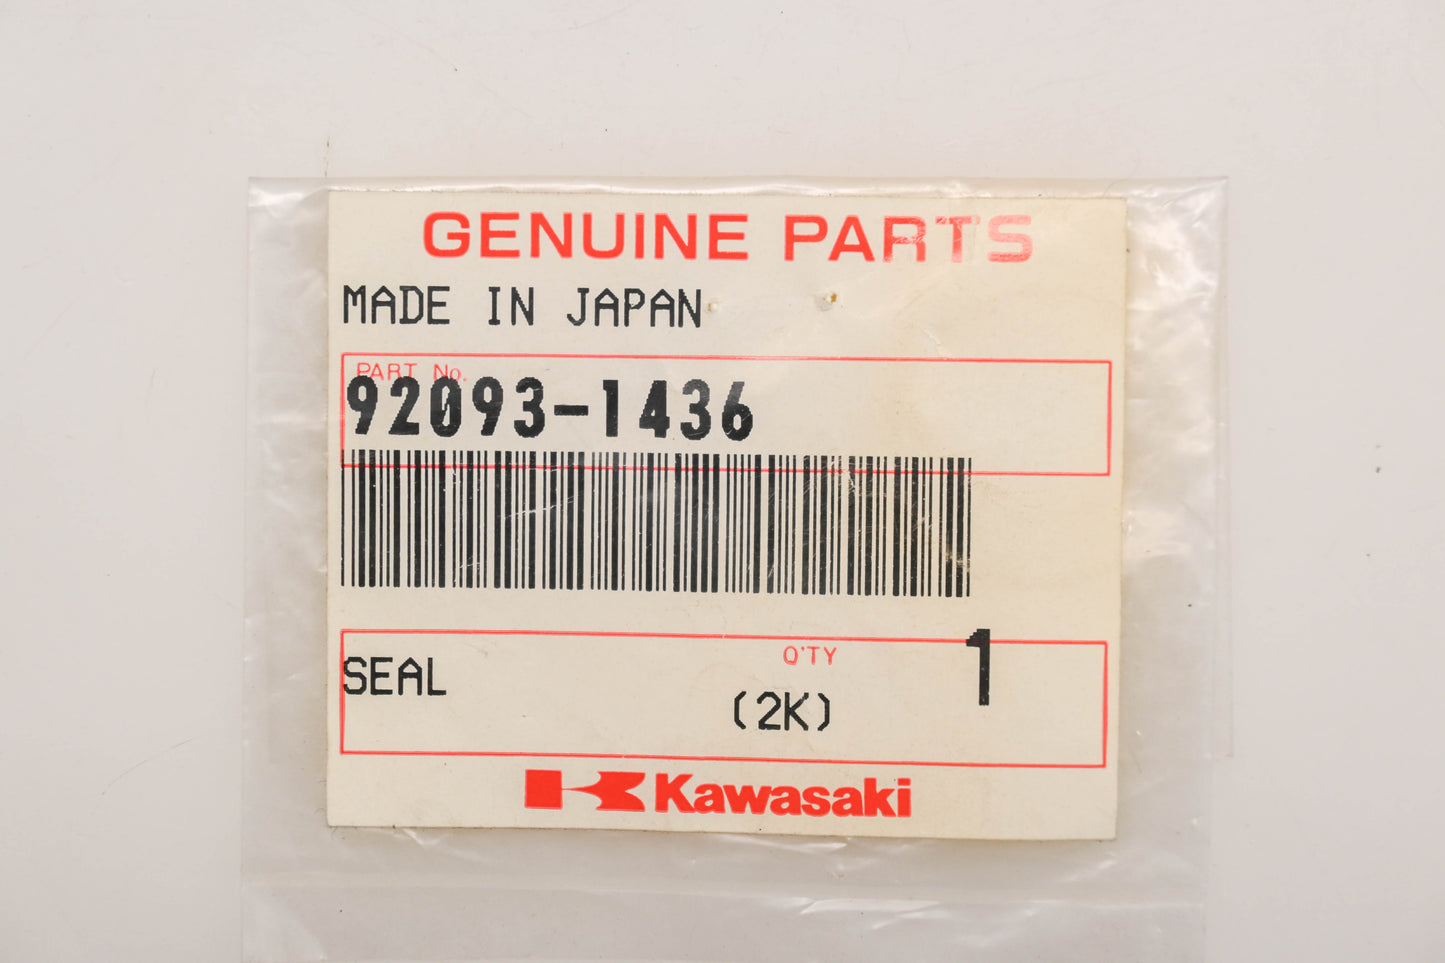 GENUINE PARTS
MADE IN JAPAN
PART No.
92093-1436
SEAL
Q'TY
1
(2K)
Kawasaki